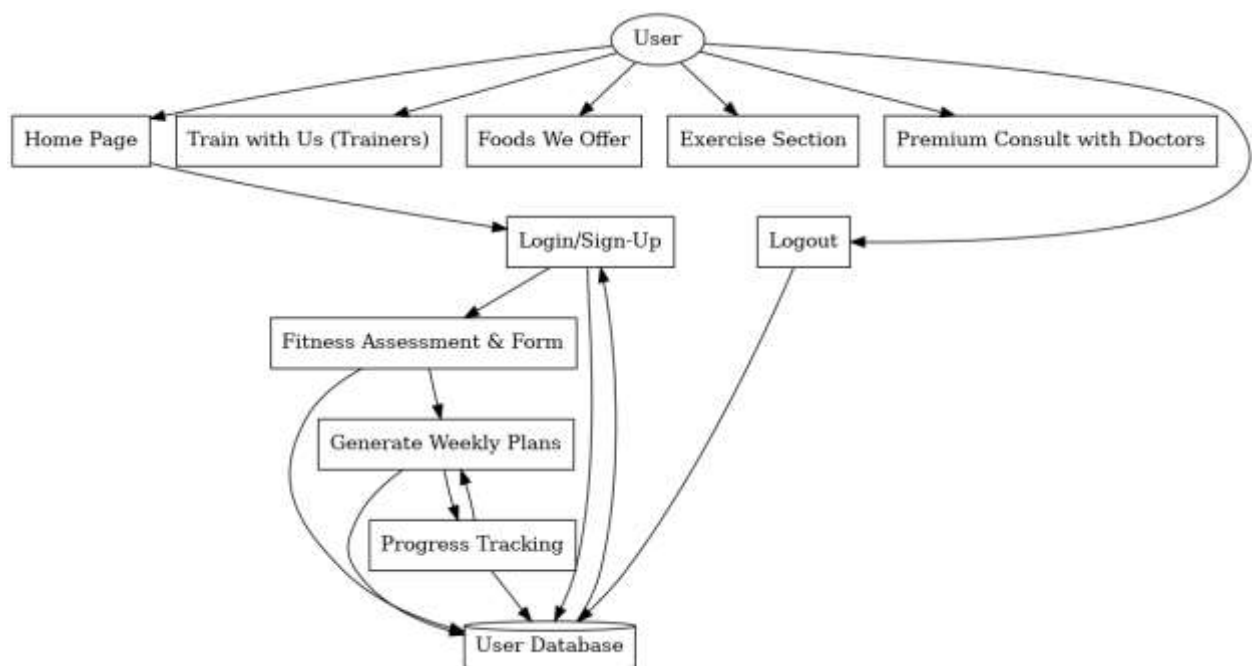 User
Home Page
Train with Us (Trainers)
Foods We Offer
Exercise Section
Premium Consult with Doctors
Login/Sign-Up
Logout
Fitness Assessment & Form
Generate Weekly Plans
Progress Tracking
User Database